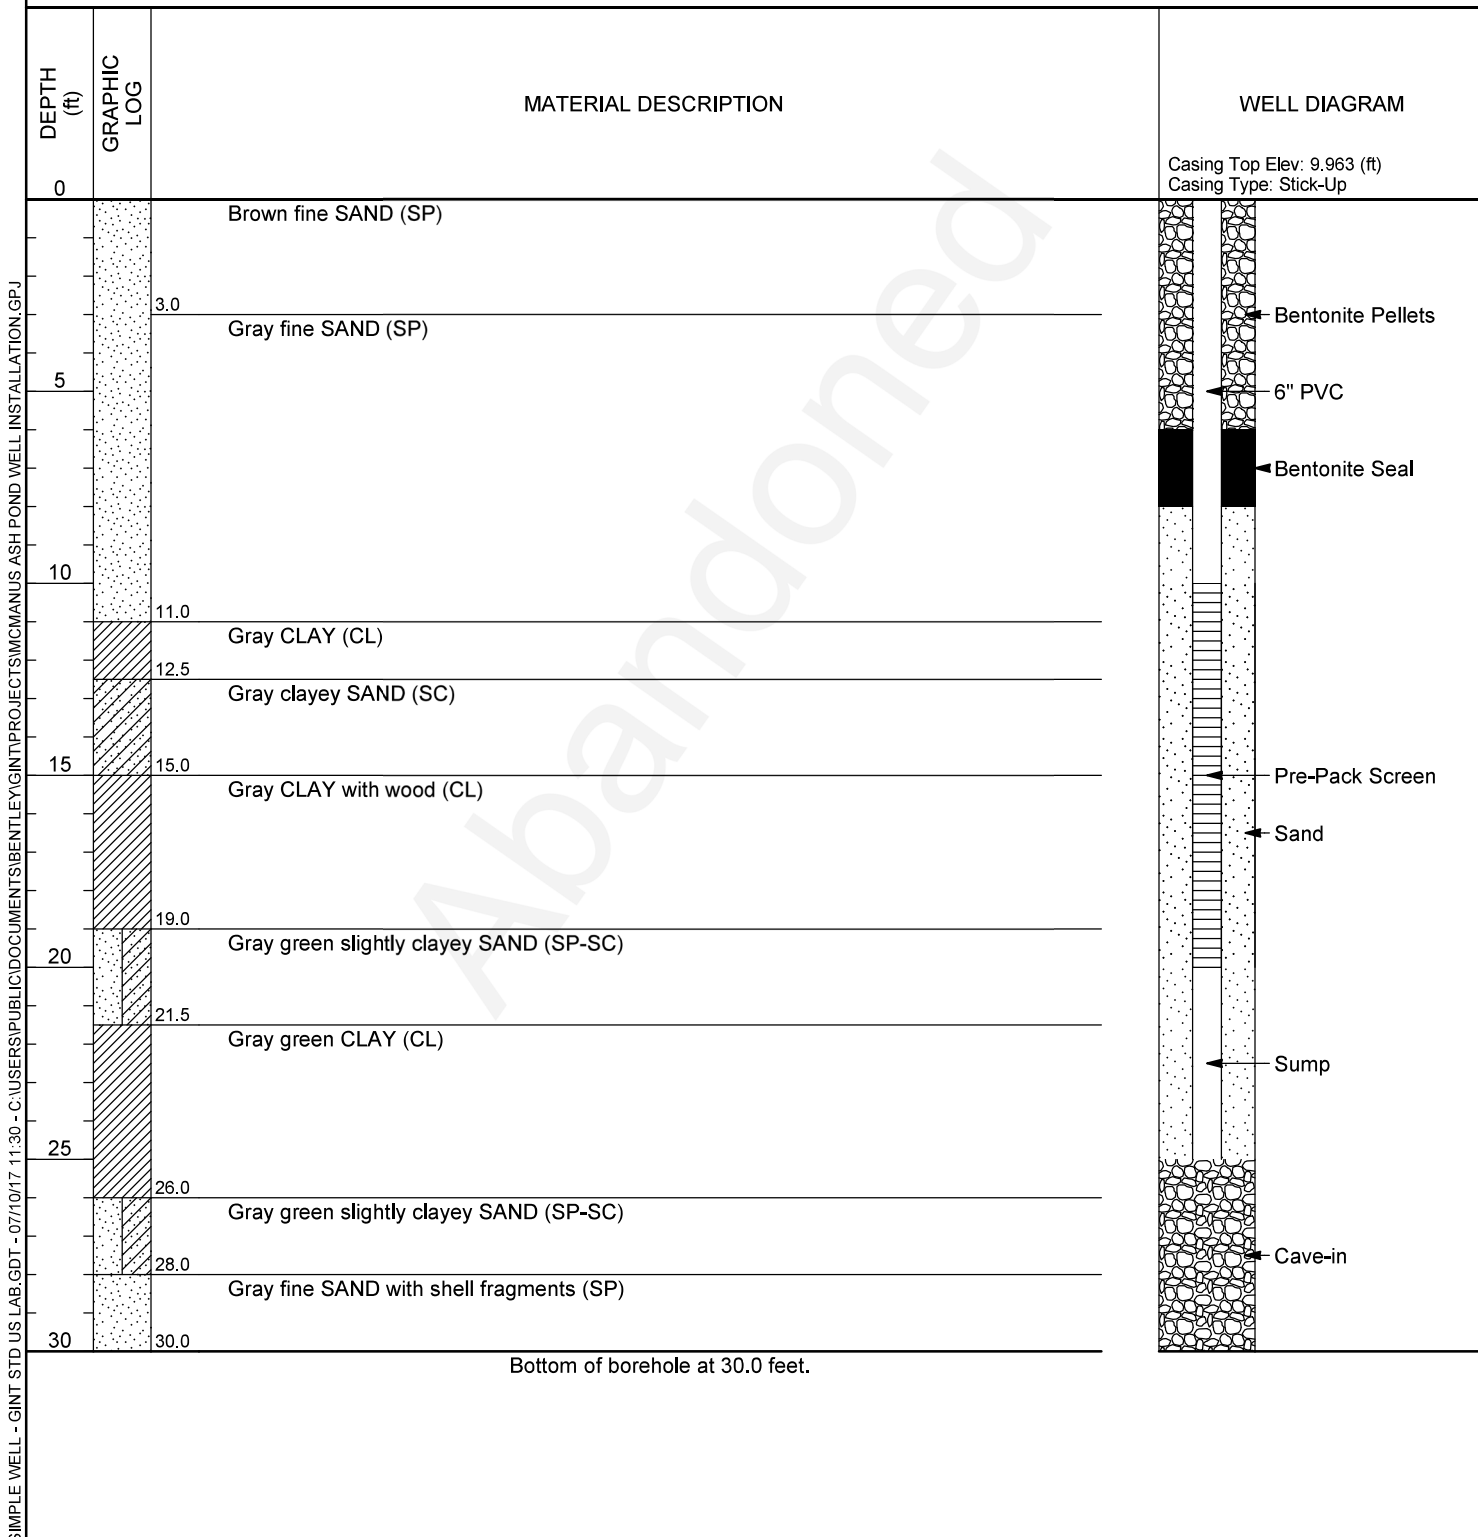 DEPTH
(ft)
GRAPHIC
LOG
MATERIAL DESCRIPTION
WELL DIAGRAM
Casing Top Elev: 9.963 (ft)
Casing Type: Stick-Up
0
Brown fine SAND (SP)
3.0
Gray fine SAND (SP)
Bentonite Pellets
5
6" PVC
Bentonite Seal
10
11.0
Gray CLAY (CL)
12.5
Gray clayey SAND (SC)
15
15.0
Gray CLAY with wood (CL)
Pre-Pack Screen
Sand
19.0
Gray green slightly clayey SAND (SP-SC)
20
21.5
Gray green CLAY (CL)
Sump
25
26.0
Gray green slightly clayey SAND (SP-SC)
Cave-in
28.0
Gray fine SAND with shell fragments (SP)
30
30.0
Bottom of borehole at 30.0 feet.
Abandoned
SIMPLE WELL - GINT STD US LAB.GDT - 07/10/17 11:30 - C:\USERS\PUBLIC\DOCUMENTS\BENTLEY\GINT\PROJECTS\MCMANUS ASH POND WELL INSTALLATION.GPJ